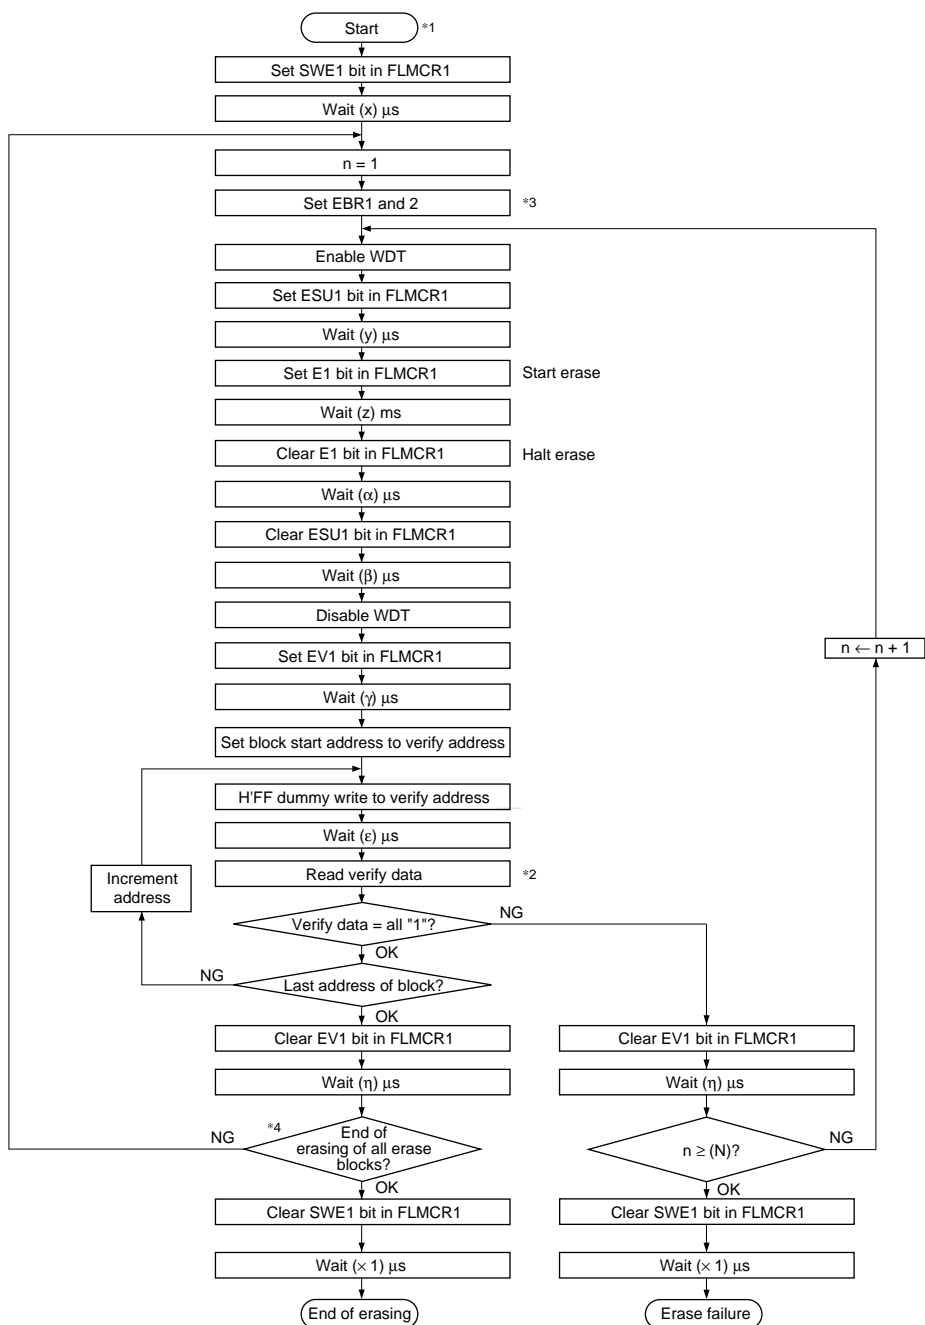 Start *1
Set SWE1 bit in FLMCR1
Wait (x) μs
n = 1
Set EBR1 and 2 *3
Enable WDT
Set ESU1 bit in FLMCR1
Wait (y) μs
Set E1 bit in FLMCR1 Start erase
Wait (z) ms
Clear E1 bit in FLMCR1 Halt erase
Wait (α) μs
Clear ESU1 bit in FLMCR1
Wait (β) μs
Disable WDT
n ← n + 1
Set EV1 bit in FLMCR1
Wait (γ) μs
Set block start address to verify address
H'FF dummy write to verify address
Wait (ε) μs
Increment
address
Read verify data *2
Verify data = all "1"? NG
OK
NG Last address of block?
OK
Clear EV1 bit in FLMCR1 Clear EV1 bit in FLMCR1
Wait (η) μs Wait (η) μs
*4
NG End of
erasing of all erase
blocks?
n ≥ (N)? NG
OK OK
Clear SWE1 bit in FLMCR1 Clear SWE1 bit in FLMCR1
Wait (× 1) μs Wait (× 1) μs
End of erasing Erase failure